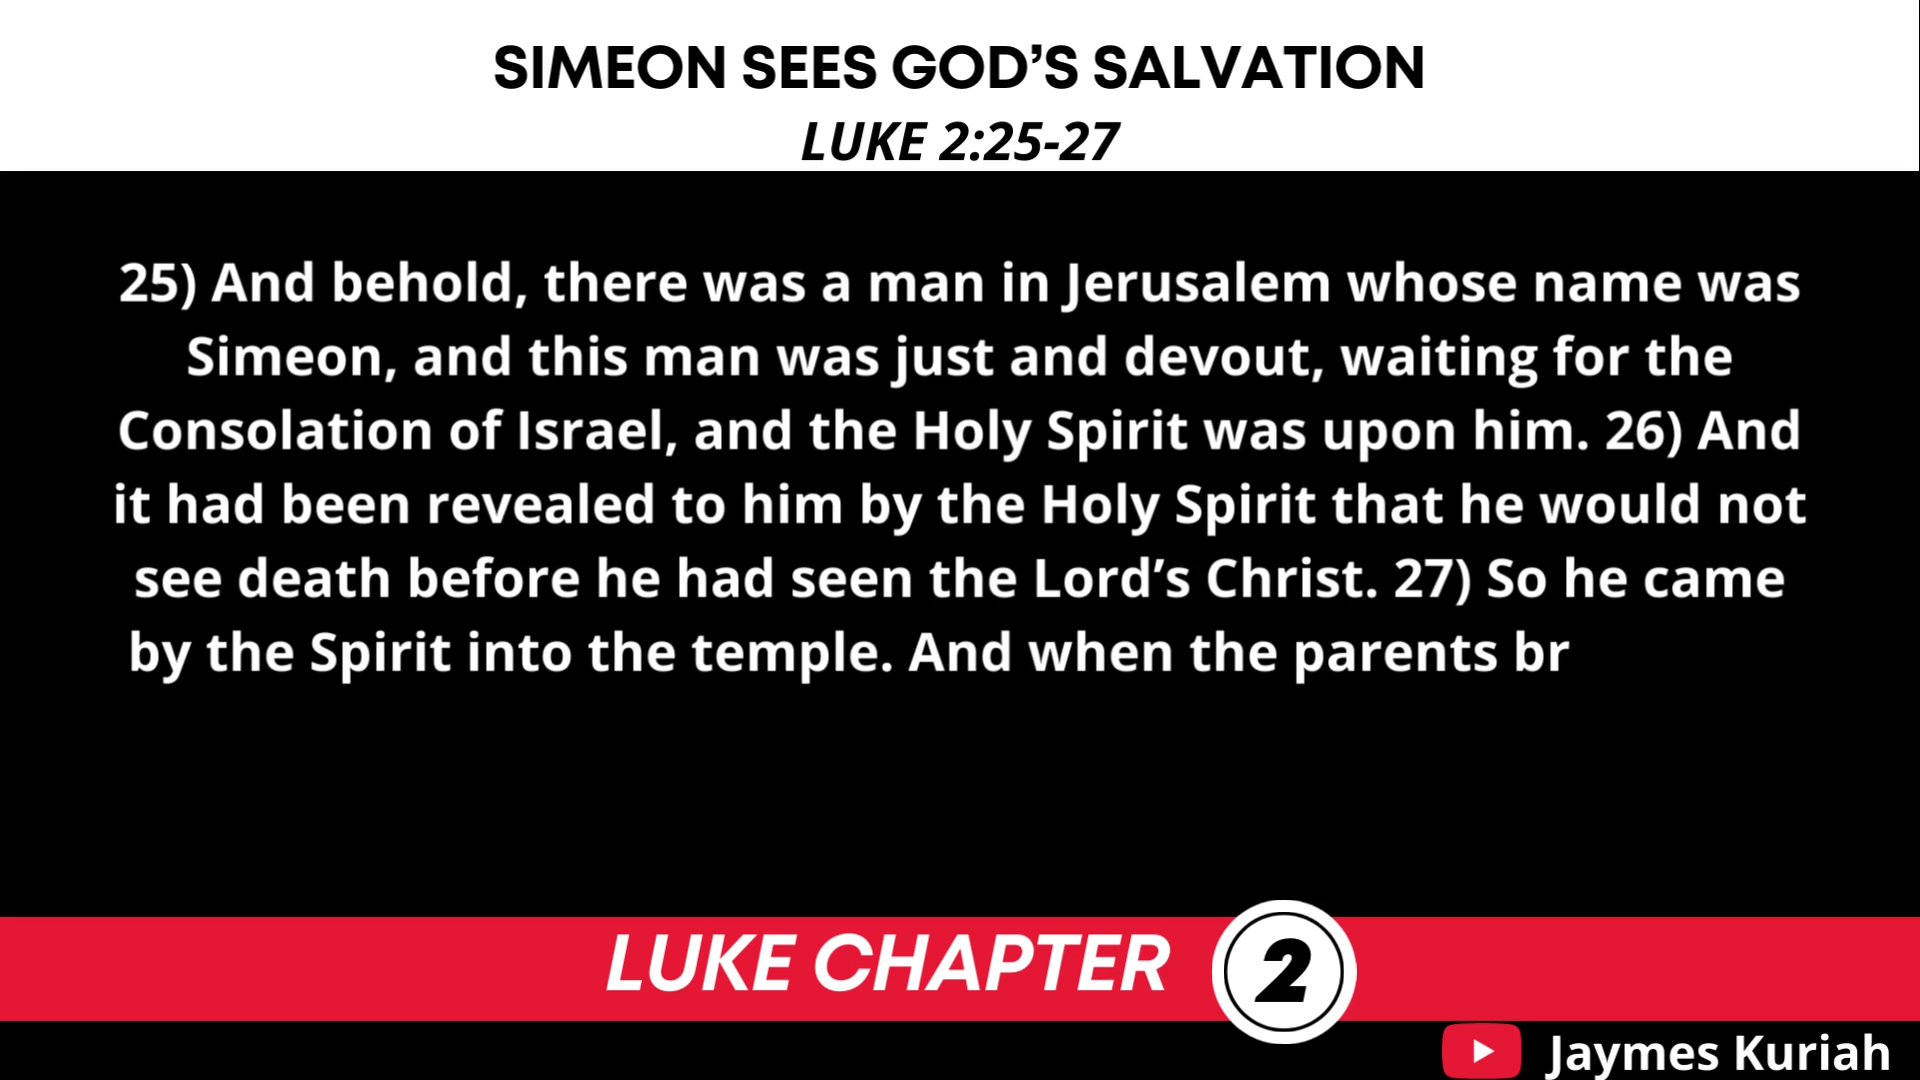 SIMEON SEES GOD’S SALVATION
LUKE 2:25-27
25) And behold, there was a man in Jerusalem whose name was
Simeon, and this man was just and devout, waiting for the
Consolation of Israel, and the Holy Spirit was upon him. 26) And
it had been revealed to him by the Holy Spirit that he would not
see death before he had seen the Lord’s Christ. 27) So he came
by the Spirit into the temple. And when the parents br
LUKE CHAPTER 2
Jaymes Kuriah